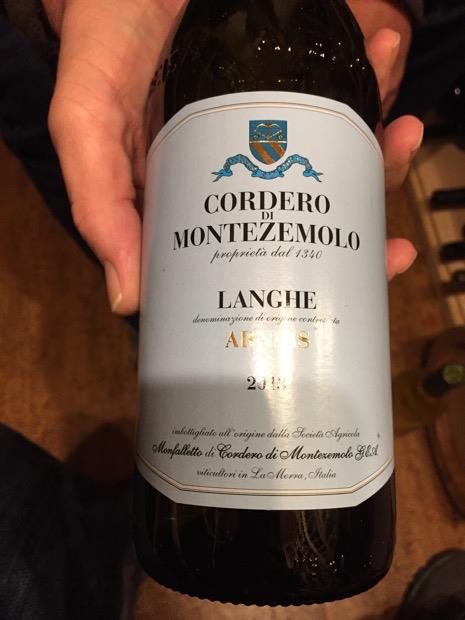 CORDERO
DI
MONTEZEMOLO
proprietà dal 1340
LANGHE
denominazione di origine controllata
ARNEIS
imbottigliato all'origine dalla Società Agricola
Monfalletto di Cordero di Montezemolo G.&A.
viticultori in La Morra, Italia